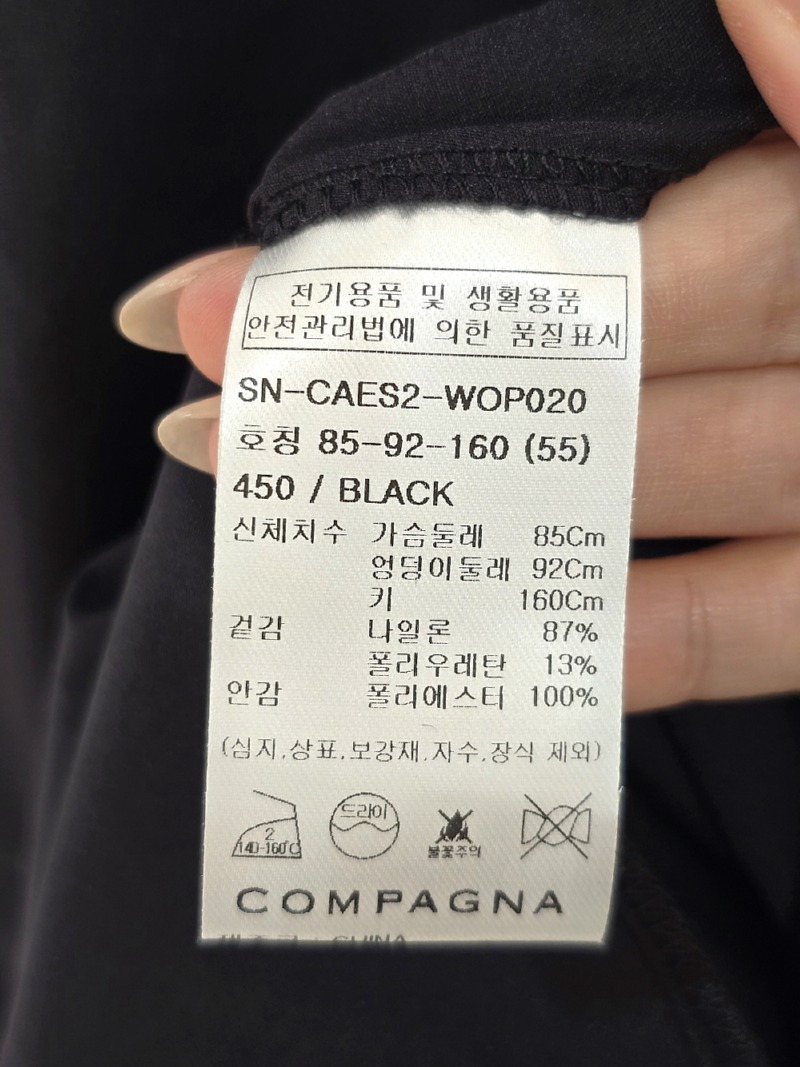 전기용품 및 생활용품
안전관리법에 의한 품질표시
SN-CAES2-WOP020
호칭 85-92-160 (55)
450 / BLACK
신체치수 가슴둘레 85Cm
엉덩이둘레 92Cm
키 160Cm
겉감 나일론 87%
폴리우레탄 13%
안감 폴리에스터 100%
(심지,상표,보강재,자수,장식 제외)
2 드라이
140-160℃ 불꽃주의
COMPAGNA
CHINA